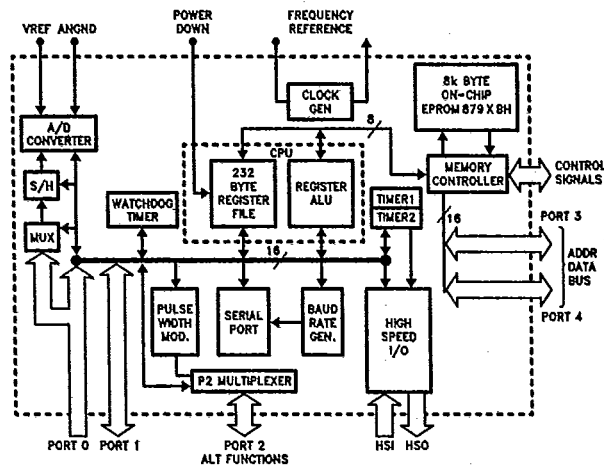 VREF ANGND
POWER
DOWN
FREQUENCY
REFERENCE
A/D
CONVERTER
S/H
MUX
WATCHDOG
TIMER
CLOCK
GEN
8
CPU
232
BYTE
REGISTER
FILE
REGISTER
ALU
8k BYTE
ON-CHIP
EPROM 879X8H
MEMORY
CONTROLLER
CONTROL
SIGNALS
TIMER1
TIMER2
16
16
PORT 3
ADDR
DATA
BUS
PORT 4
PULSE
WIDTH
MOD.
SERIAL
PORT
BAUD
RATE
GEN.
HIGH
SPEED
I/O
P2 MULTIPLEXER
PORT 0
PORT 1
PORT 2
ALT FUNCTIONS
HSI
HSO